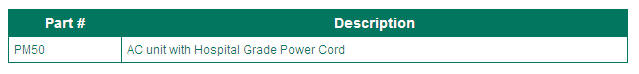 Part # Description
PM50 AC unit with Hospital Grade Power Cord